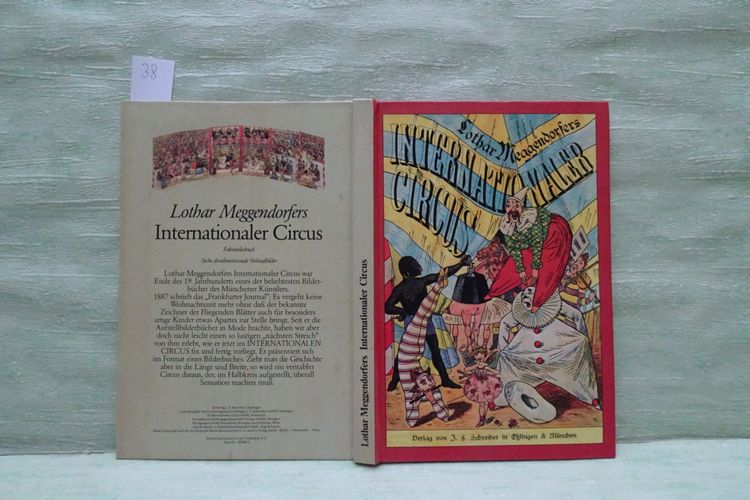 38
Lothar Meggendorfers
Internationaler Circus
Faksimiledruck
Sechs dreidimensionale Stehaufbilder
Lothar Meggendorfers Internationaler Circus war
Ende des 19. Jahrhunderts eines der beliebtesten Bilder-
bücher des Münchener Künstlers.
1887 schrieb das „Frankfurter Journal": Es vergeht keine
Weihnachtszeit mehr ohne daß der bekannte
Zeichner der Fliegenden Blätter auch für besonders
artige Kinder etwas Apartes zur Stelle bringt. Seit er die
Aufstellbilderbücher in Mode brachte, haben wir aber
doch nicht leicht einen so lustigen „nächsten Streich"
von ihm erlebt, wie er jetzt im INTERNATIONALEN
CIRCUS fix und fertig vorliegt. Er präsentiert sich
im Format eines Bilderbuches. Zieht man die Geschichte
aber in die Länge und Breite, so wird ein veritabler
Circus daraus, der, im Halbkreis aufgestellt, überall
Sensation machen muß.
Lothar Meggendorfers Internationaler Circus
Lothar Meggendorfers
INTERNATIONALER
CIRCUS
Verlag von J. F. Schreiber in Eßlingen & München